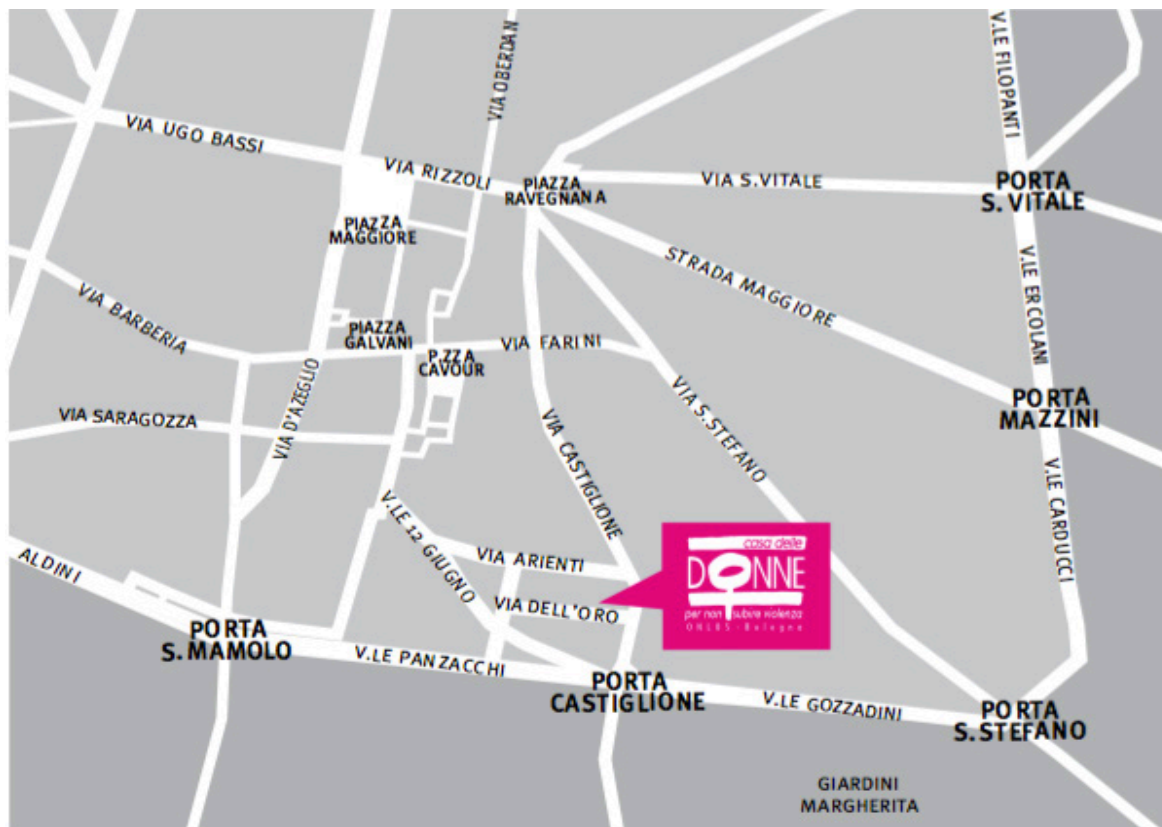 V.LE FILOPANTI
VIA OBERDAN
VIA UGO BASSI
VIA RIZZOLI
PIAZZA
RAVEGNANA
VIA S.VITALE
PORTA
S. VITALE
PIAZZA
MAGGIORE
STRADA MAGGIORE
V.LE ERCOLANI
VIA BARBERIA
PIAZZA
GALVANI
P.ZZA
CAVOUR
VIA FARINI
VIA SARAGOZZA
VIA D'AZEGLIO
VIA CASTIGLIONE
VIA S.STEFANO
PORTA
MAZZINI
V.LE CARDUCCI
V.LE 12 GIUGNO
VIA ARIENTI
casa delle
DONNE
per non subire violenza
ONLUS - Bologna
ALDINI
VIA DELL'ORO
PORTA
S. MAMOLO
V.LE PANZACCHI
PORTA
CASTIGLIONE
V.LE GOZZADINI
PORTA
S.STEFANO
GIARDINI
MARGHERITA